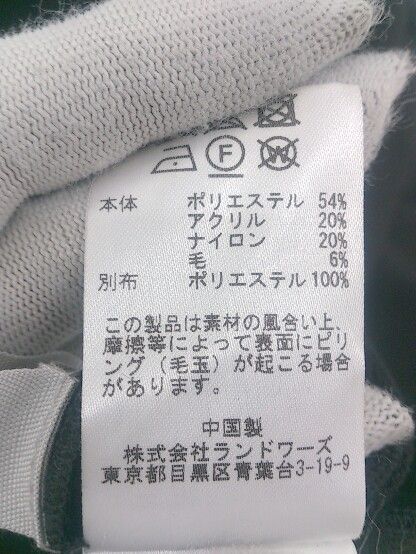 F W
本体 ポリエステル 54%
アクリル 20%
ナイロン 20%
毛 6%
別布 ポリエステル 100%
この製品は素材の風合い上、
摩擦等によって表面にピリ
ング（毛玉）が起こる場合
があります。
中国製
株式会社ランドワーズ
東京都目黒区青葉台3-19-9